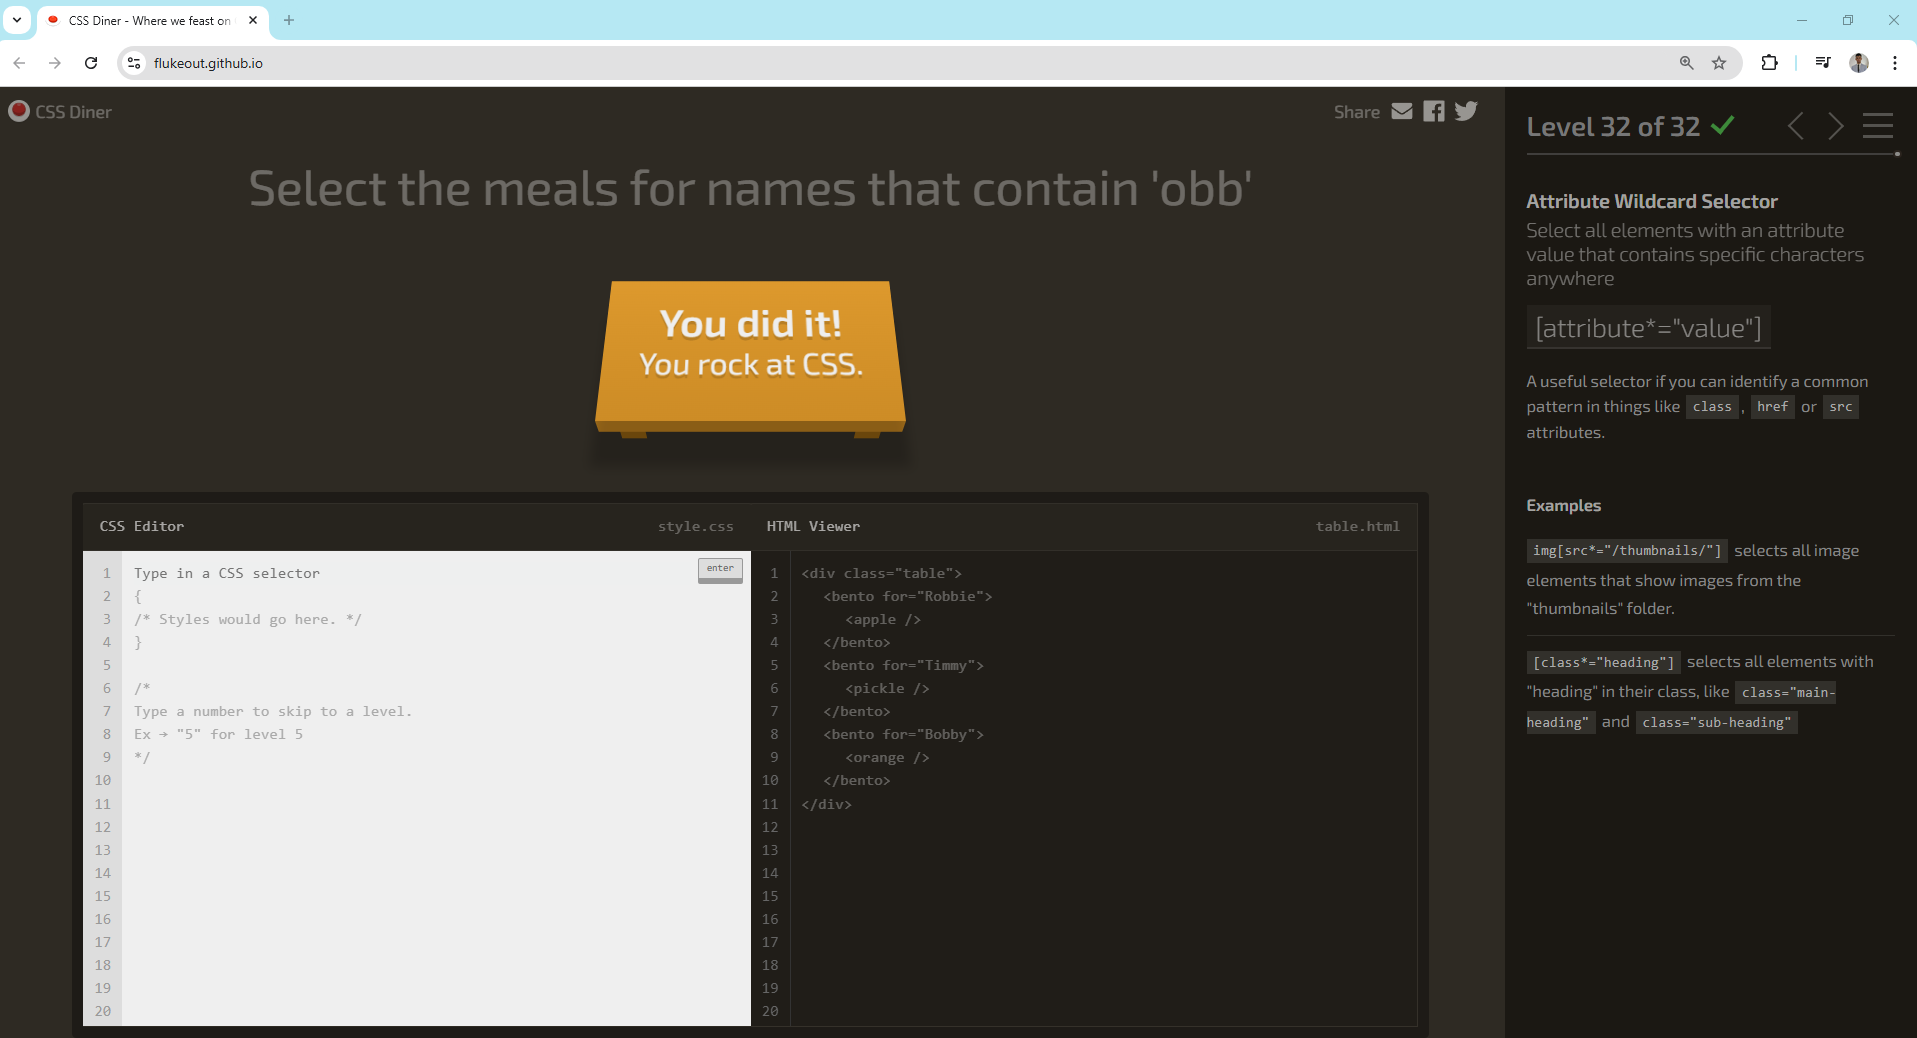 CSS Diner - Where we feast on
flukeout.github.io
CSS Diner
Share
Select the meals for names that contain 'obb'
You did it!
You rock at CSS.
CSS Editor
style.css
1 Type in a CSS selector
enter
2 {
3 /* Styles would go here. */
4 }
5
6 /*
7 Type a number to skip to a level.
8 Ex → "5" for level 5
9 */
10
11
12
13
14
15
16
17
18
19
20
HTML Viewer
table.html
1 <div class="table">
2 <bento for="Robbie">
3 <apple />
4 </bento>
5 <bento for="Timmy">
6 <pickle />
7 </bento>
8 <bento for="Bobby">
9 <orange />
10 </bento>
11 </div>
12
13
14
15
16
17
18
19
20
Level 32 of 32
Attribute Wildcard Selector
Select all elements with an attribute
value that contains specific characters
anywhere
[attribute*="value"]
A useful selector if you can identify a common
pattern in things like class , href or src
attributes.
Examples
img[src*="/thumbnails/"] selects all image
elements that show images from the
"thumbnails" folder.
[class*="heading"] selects all elements with
"heading" in their class, like class="main-
heading" and class="sub-heading"